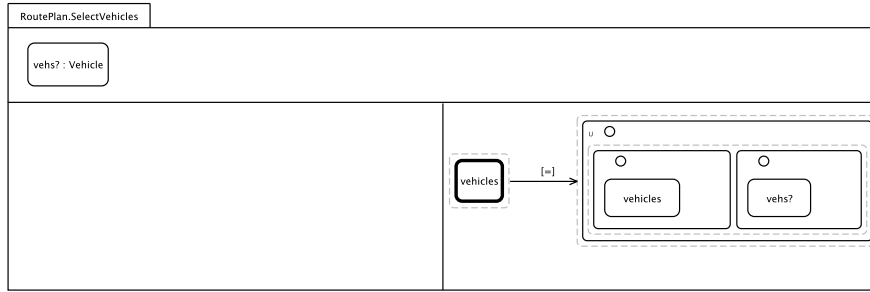 RoutePlan.SelectVehicles
vehs? : Vehicle
vehicles
[=]
∪
vehicles
vehs?